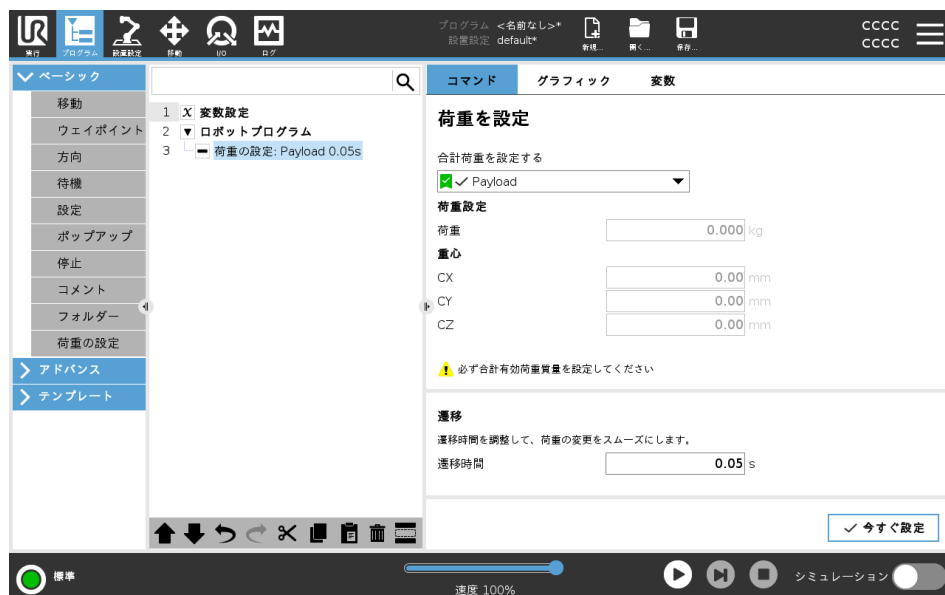 プログラム <名前なし>*
設置設定 default*
CCCC
CCCC
実行 プログラム 設置設定 移動 I/O ログ 新規... 開く... 保存...
ベーシック
移動
ウェイポイント
方向
待機
設定
ポップアップ
停止
コメント
フォルダー
荷重の設定
アドバンス
テンプレート
1 X 変数設定
2 ロボットプログラム
3 荷重の設定: Payload 0.05s
コマンド グラフィック 変数
荷重を設定
合計荷重を設定する
Payload
荷重設定
荷重 0.000 kg
重心
CX 0.00 mm
CY 0.00 mm
CZ 0.00 mm
必ず合計有効荷重質量を設定してください
遷移
遷移時間を調整して、荷重の変更をスムーズにします。
遷移時間 0.05 s
今すぐ設定
標準
速度 100%
シミュレーション